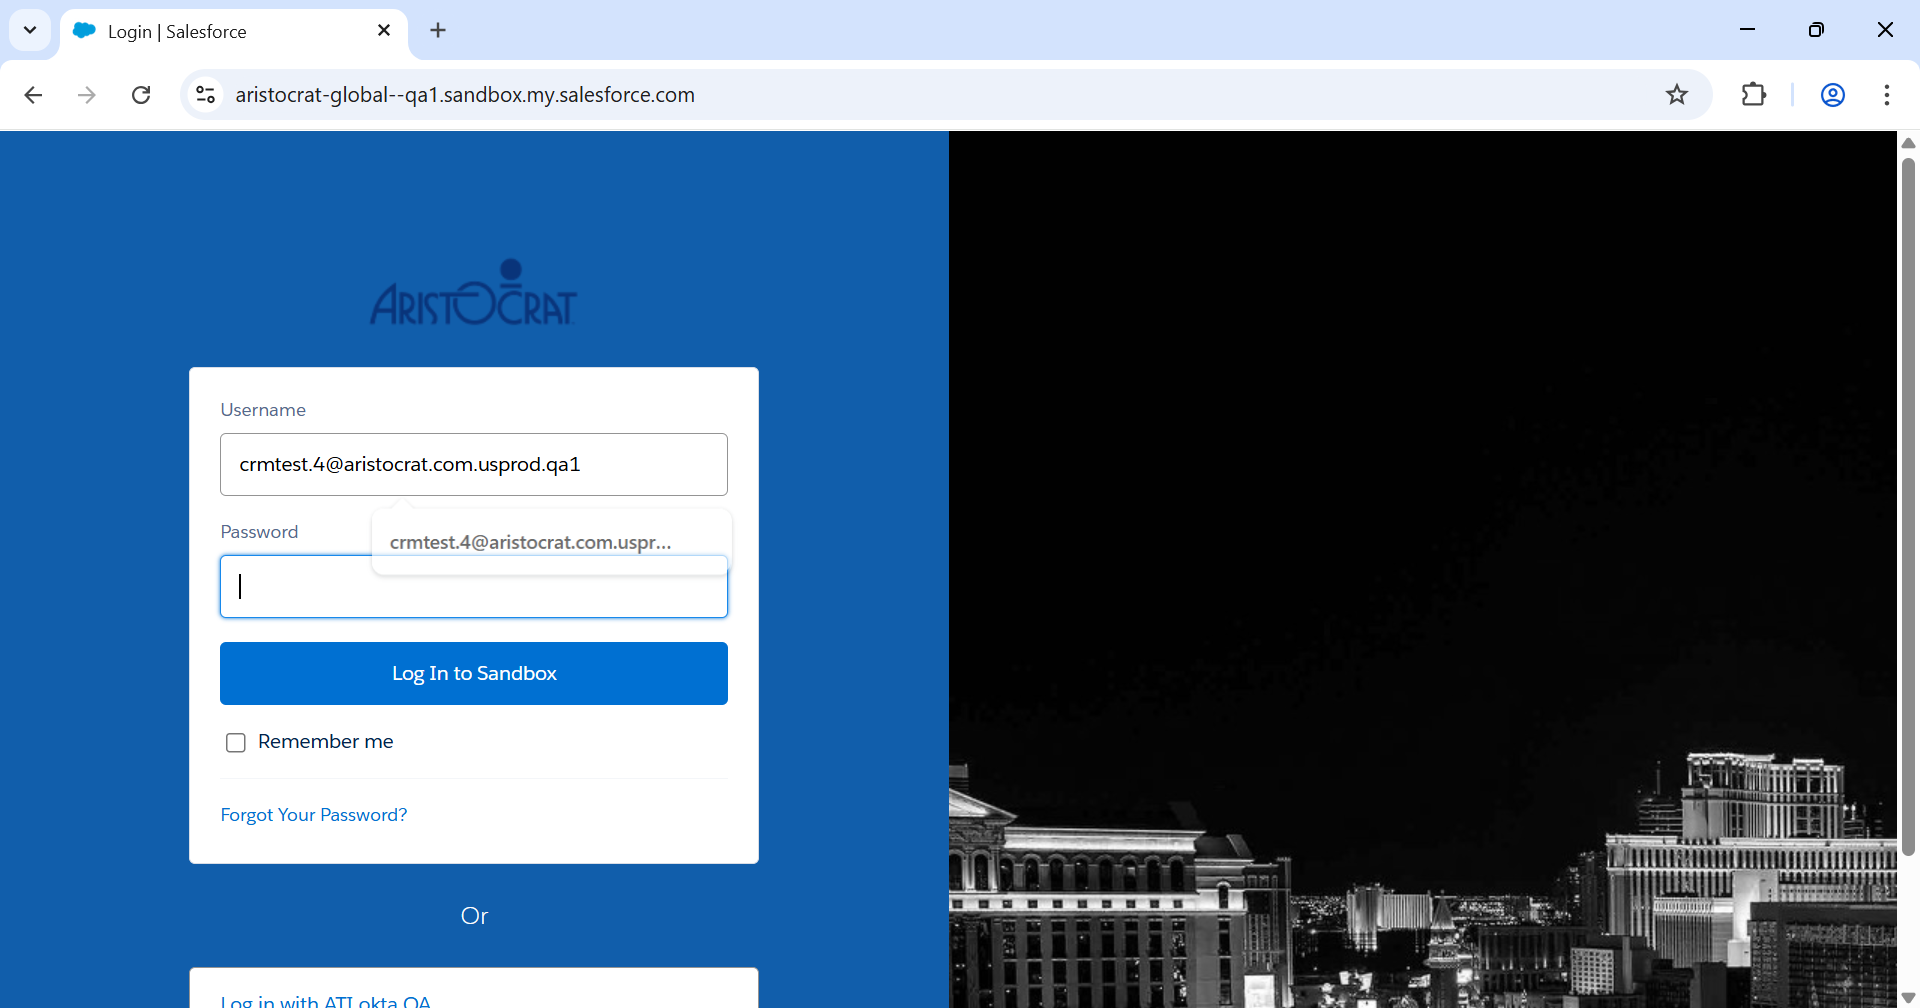 Login | Salesforce
aristocrat-global--qa1.sandbox.my.salesforce.com
ARISTOCRAT
Username
crmtest.4@aristocrat.com.usprod.qa1
Password
crmtest.4@aristocrat.com.uspr...
Log In to Sandbox
Remember me
Forgot Your Password?
Or
Log in with ATI okta QA